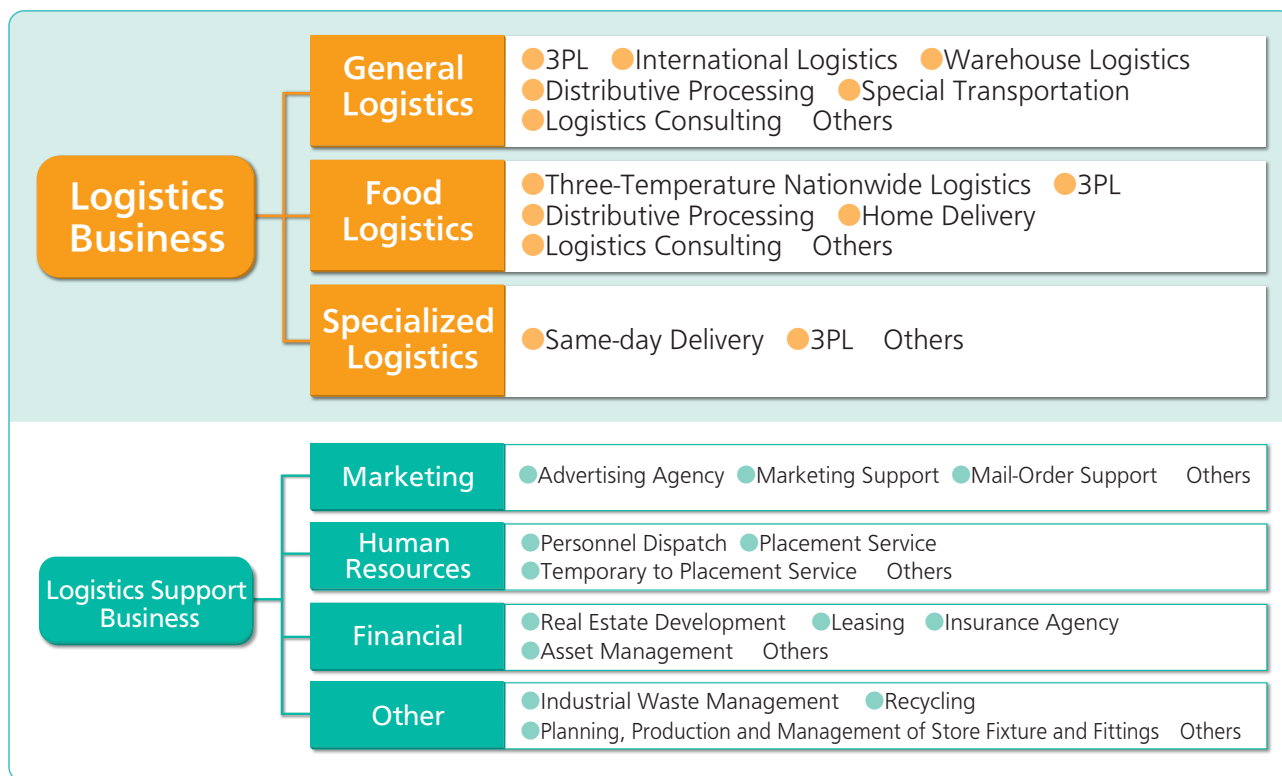 Logistics
Business
General
Logistics
●3PL ●International Logistics ●Warehouse Logistics
●Distributive Processing ●Special Transportation
●Logistics Consulting Others
Food
Logistics
●Three-Temperature Nationwide Logistics ●3PL
●Distributive Processing ●Home Delivery
●Logistics Consulting Others
Specialized
Logistics
●Same-day Delivery ●3PL Others
Logistics Support
Business
Marketing
●Advertising Agency ●Marketing Support ●Mail-Order Support Others
Human
Resources
●Personnel Dispatch ●Placement Service
●Temporary to Placement Service Others
Financial
●Real Estate Development ●Leasing ●Insurance Agency
●Asset Management Others
Other
●Industrial Waste Management ●Recycling
●Planning, Production and Management of Store Fixture and Fittings Others